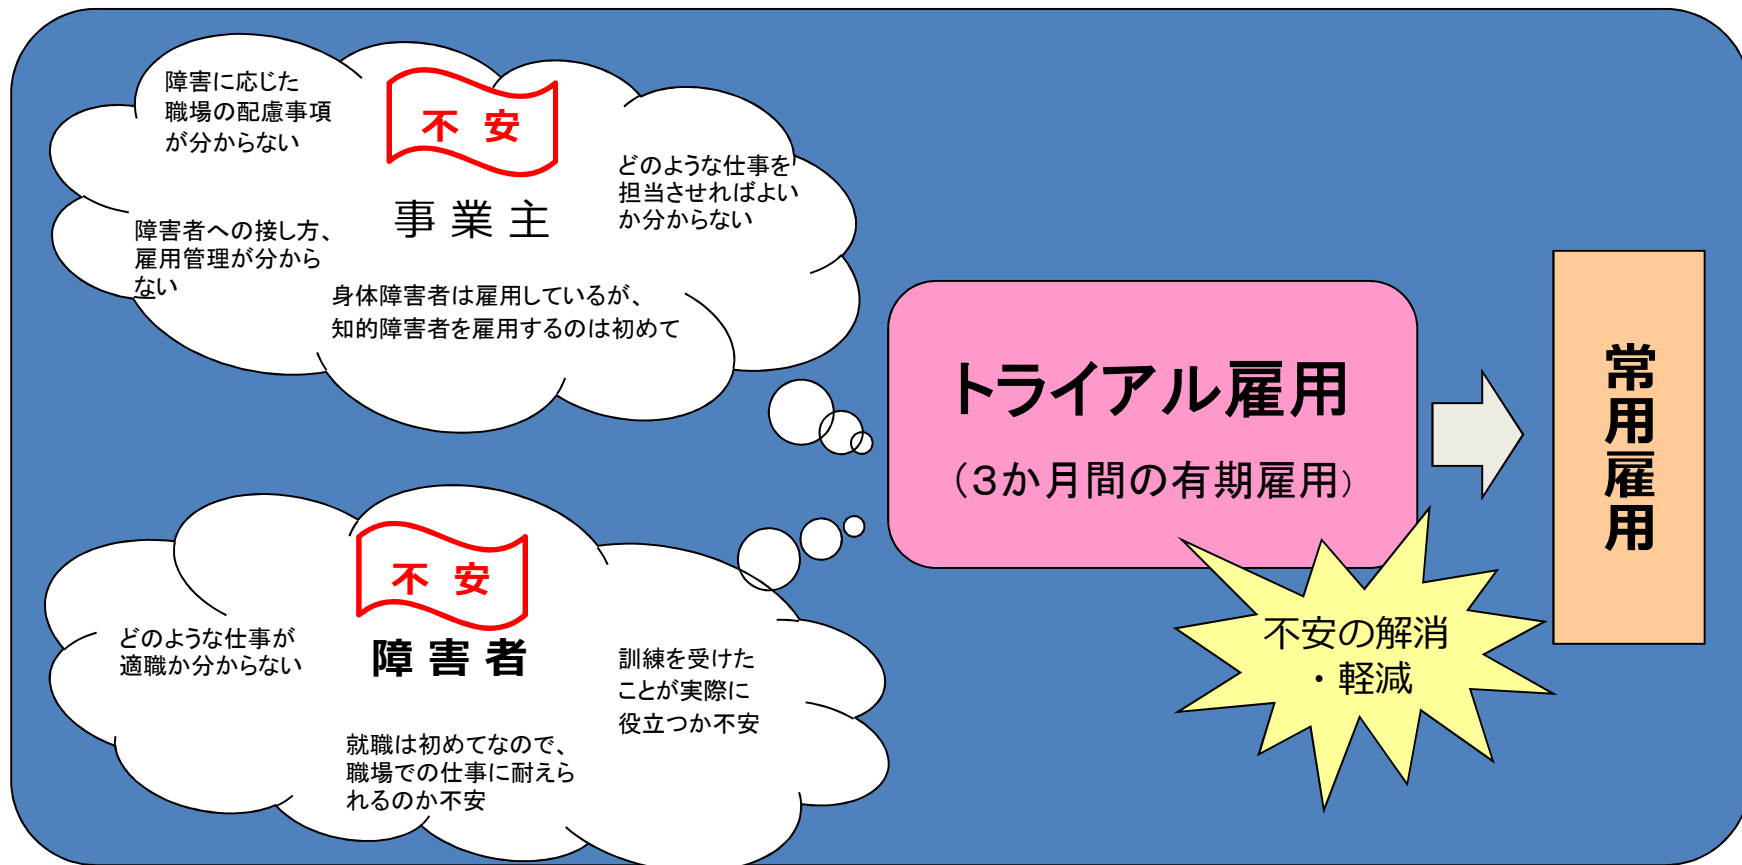 障害に応じた
職場の配慮事項
が分からない
不 安
事 業 主
どのような仕事を
担当させればよい
か分からない
障害者への接し方、
雇用管理が分から
ない
身体障害者は雇用しているが、
知的障害者を雇用するのは初めて
不 安
障 害 者
どのような仕事が
適職か分からない
訓練を受けた
ことが実際に
役立つか不安
就職は初めてなので、
職場での仕事に耐えら
れるのか不安
トライアル雇用
（３か月間の有期雇用）
不安の解消
・軽減
常用雇用